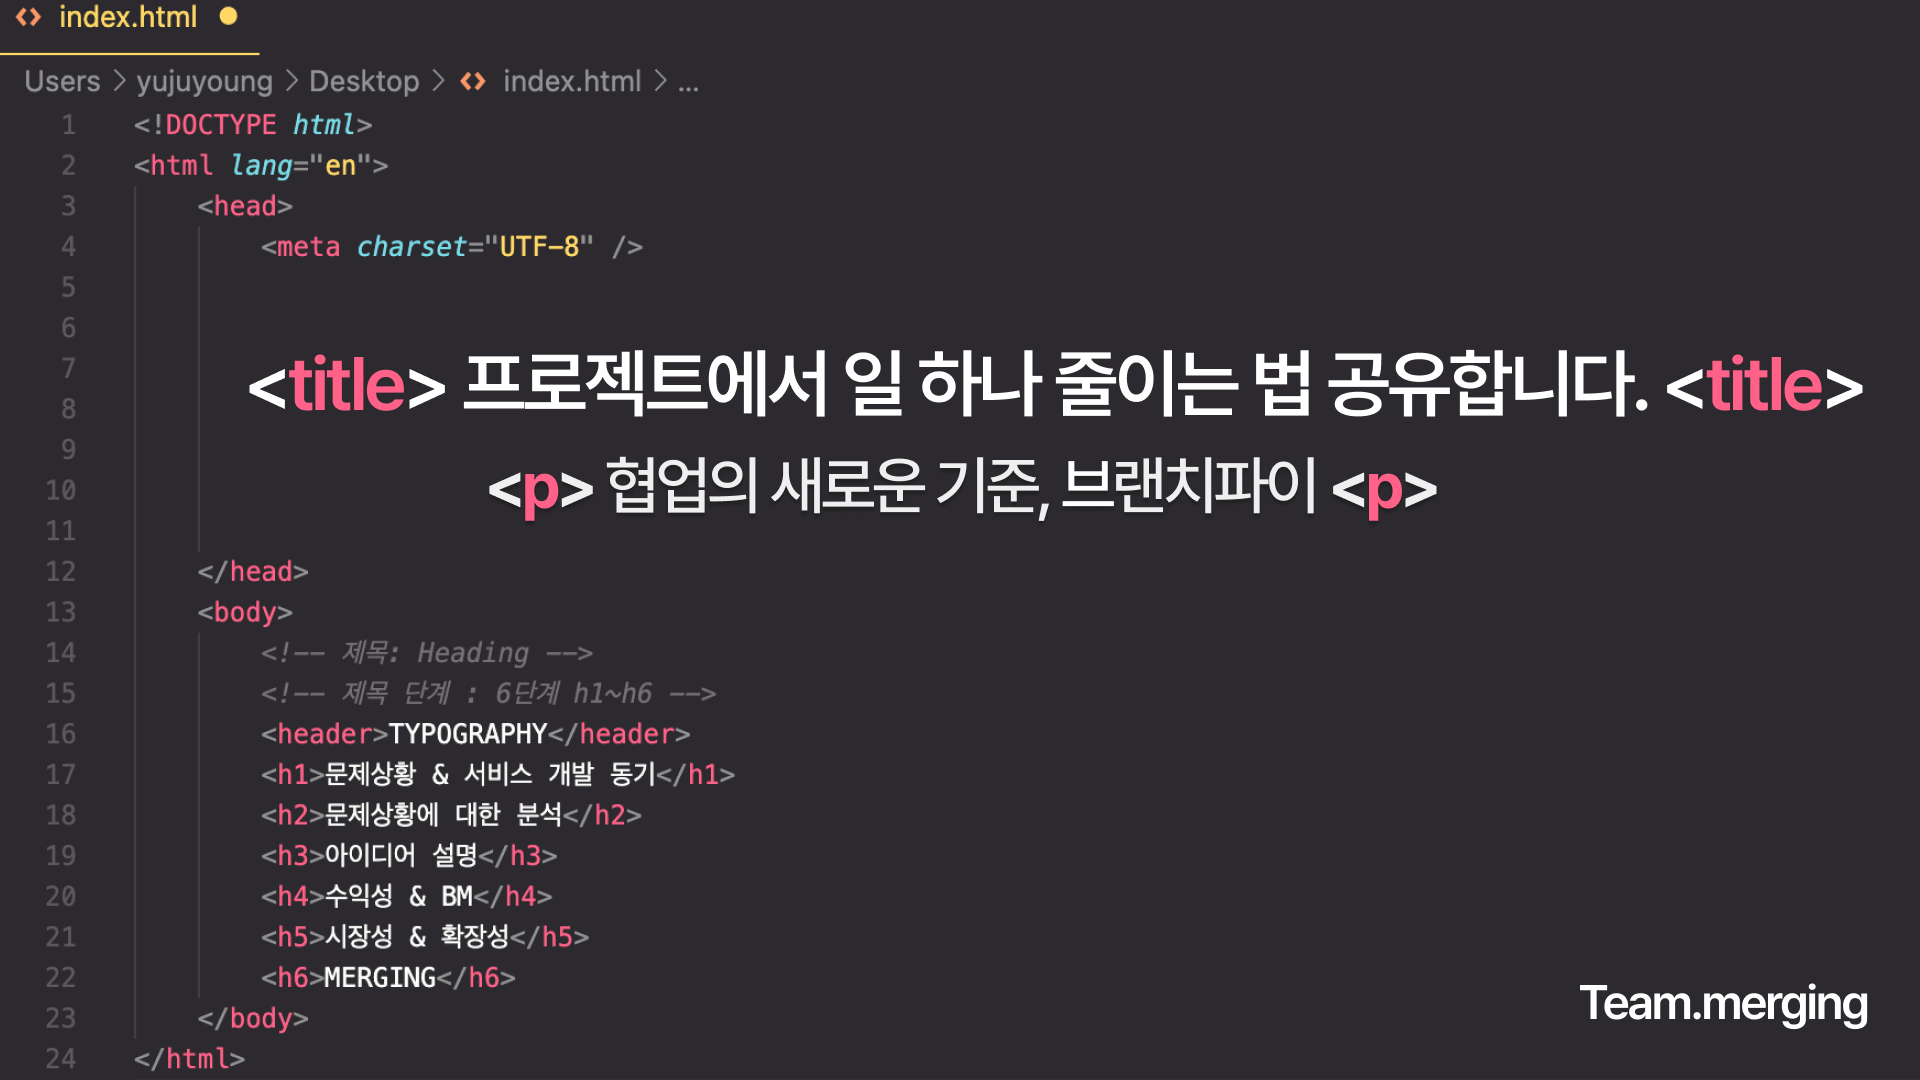 index.html
Users > yujuyoung > Desktop > index.html > ...
1 <!DOCTYPE html>
2 <html lang="en">
3 <head>
4 <meta charset="UTF-8" />
5
6
7 <title> 프로젝트에서 일 하나 줄이는 법 공유합니다. <title>
8
9
10 <p> 협업의 새로운 기준, 브랜치파이 <p>
11
12 </head>
13 <body>
14 <!-- 제목: Heading -->
15 <!-- 제목 단계 : 6단계 h1~h6 -->
16 <header>TYPOGRAPHY</header>
17 <h1>문제상황 & 서비스 개발 동기</h1>
18 <h2>문제상황에 대한 분석</h2>
19 <h3>아이디어 설명</h3>
20 <h4>수익성 & BM</h4>
21 <h5>시장성 & 확장성</h5>
22 <h6>MERGING</h6>
23 </body>
24 </html>
Team.merging